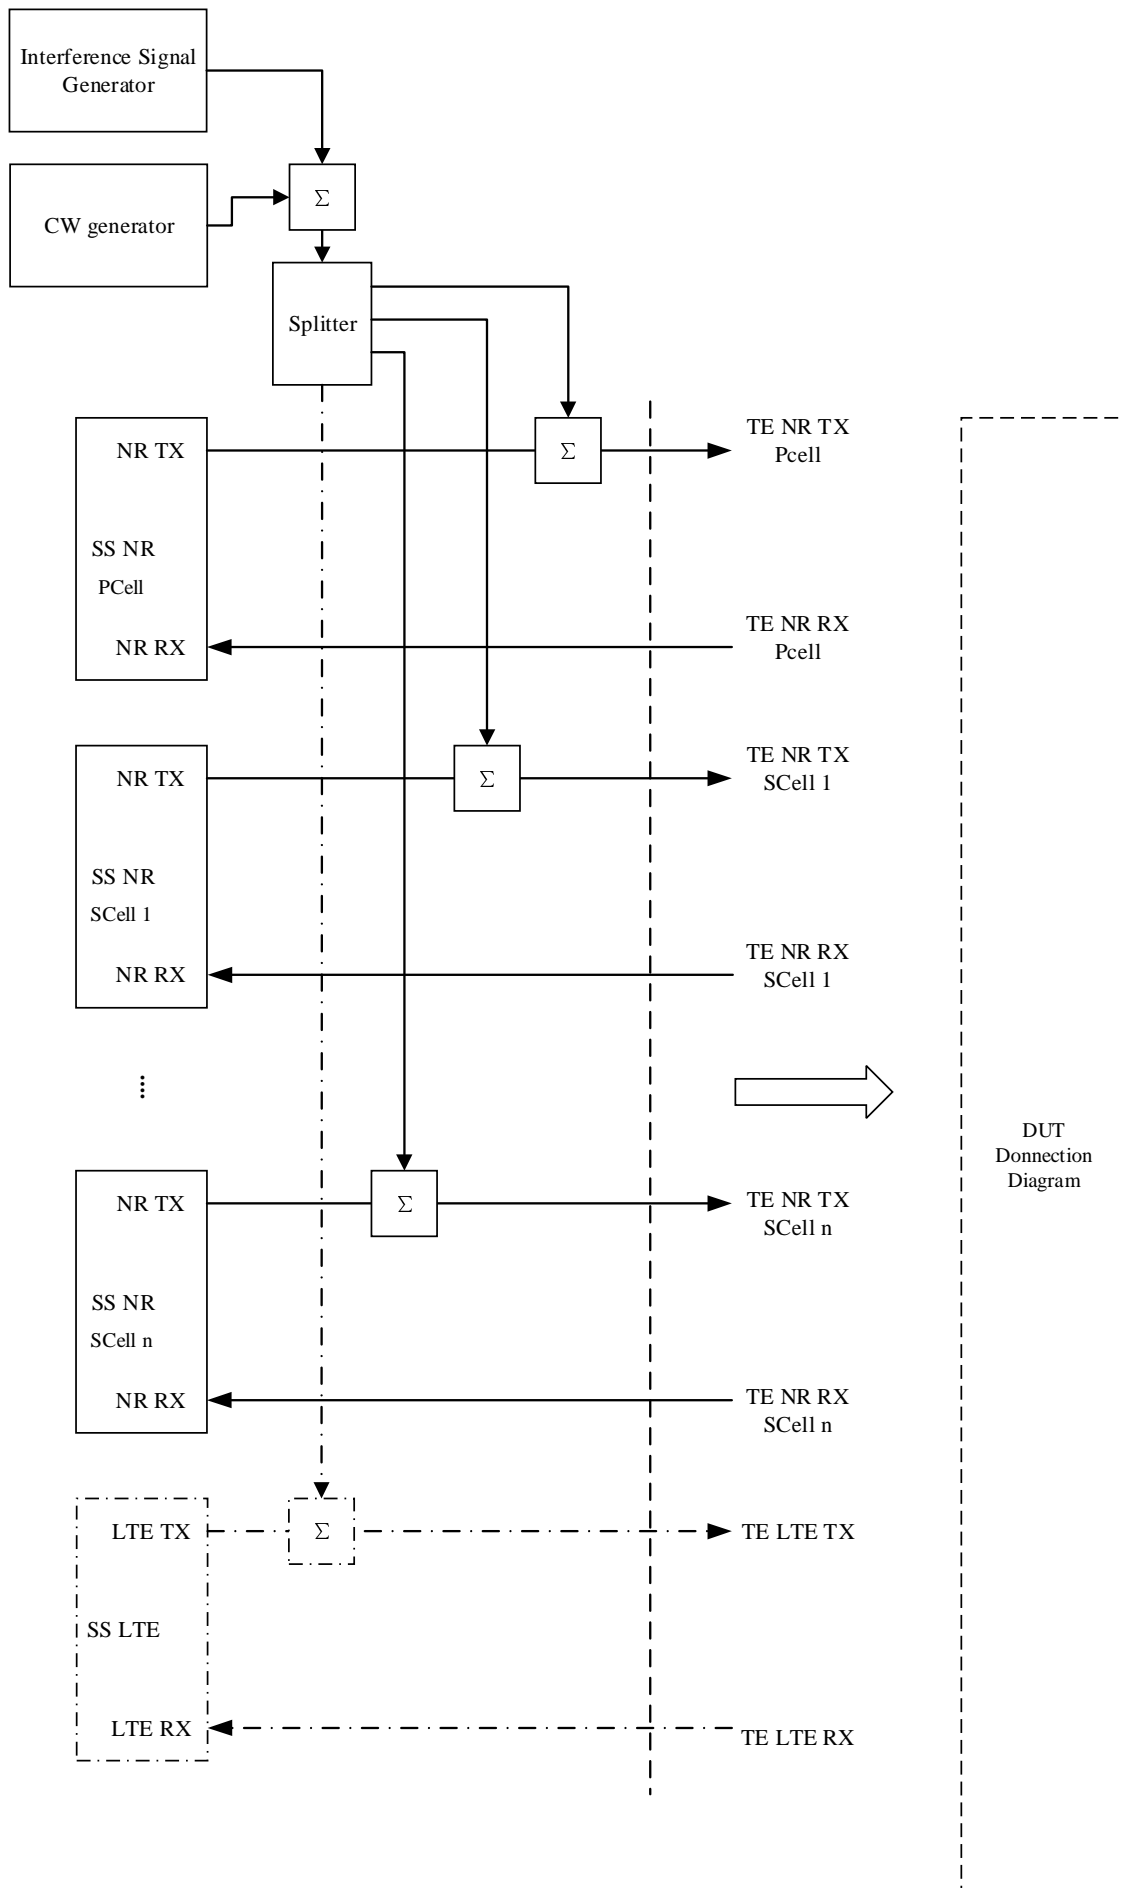 Interference Signal
Generator
CW generator
Σ
Splitter
NR TX
Σ
TE NR TX
Pcell
SS NR
PCell
NR RX
TE NR RX
Pcell
NR TX
Σ
TE NR TX
SCell 1
SS NR
SCell 1
NR RX
TE NR RX
SCell 1
DUT
Donnection
Diagram
NR TX
Σ
TE NR TX
SCell n
SS NR
SCell n
NR RX
TE NR RX
SCell n
LTE TX
Σ
TE LTE TX
SS LTE
LTE RX
TE LTE RX